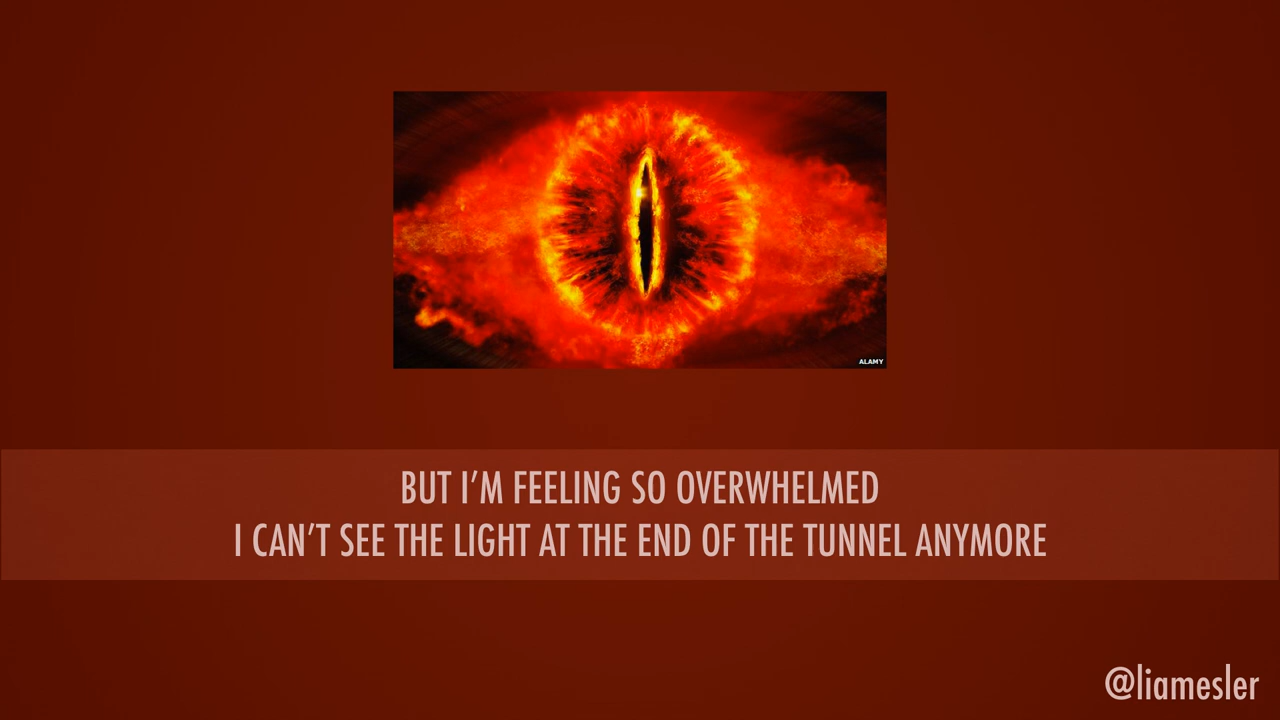 ALAMY
BUT I'M FEELING SO OVERWHELMED
I CAN'T SEE THE LIGHT AT THE END OF THE TUNNEL ANYMORE
@liamesler